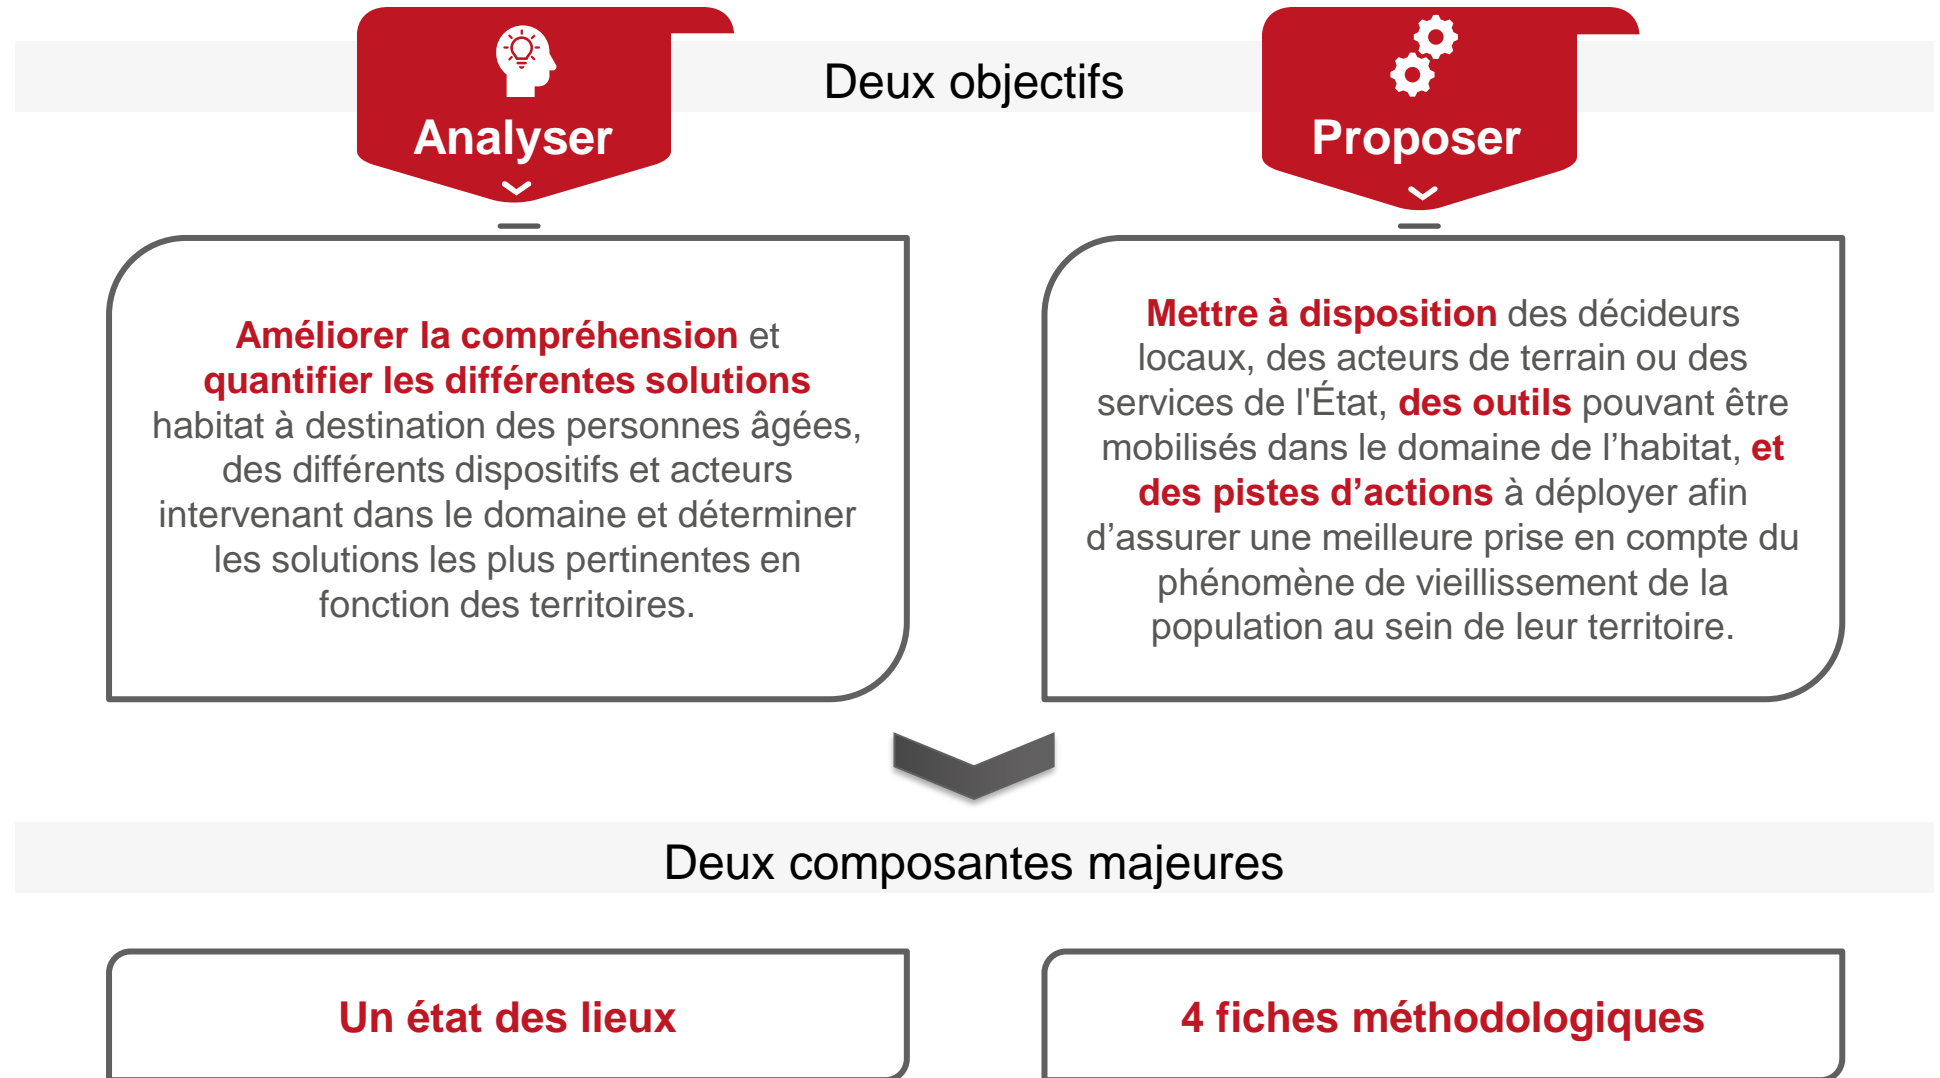 Deux objectifs
Analyser
Améliorer la compréhension et
quantifier les différentes solutions
habitat à destination des personnes âgées,
des différents dispositifs et acteurs
intervenant dans le domaine et déterminer
les solutions les plus pertinentes en
fonction des territoires.
Proposer
Mettre à disposition des décideurs
locaux, des acteurs de terrain ou des
services de l'État, des outils pouvant être
mobilisés dans le domaine de l’habitat, et
des pistes d’actions à déployer afin
d’assurer une meilleure prise en compte du
phénomène de vieillissement de la
population au sein de leur territoire.
Deux composantes majeures
Un état des lieux
4 fiches méthodologiques